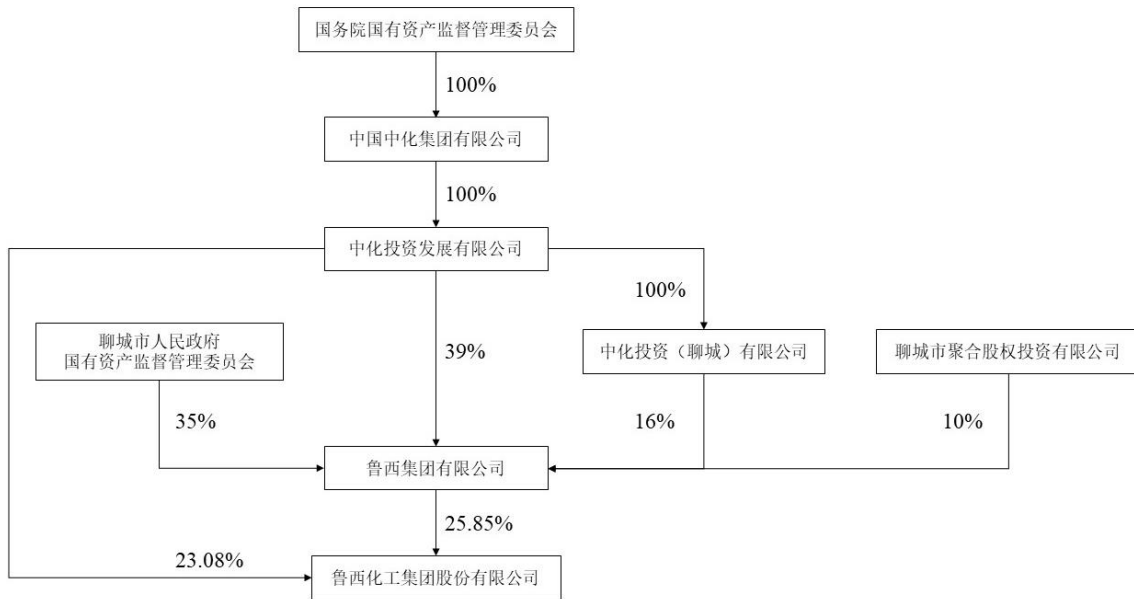 国务院国有资产监督管理委员会
100%
中国中化集团有限公司
100%
中化投资发展有限公司
100%
聊城市人民政府
国有资产监督管理委员会
39%
中化投资（聊城）有限公司
聊城市聚合股权投资有限公司
35%
16%
10%
鲁西集团有限公司
25.85%
23.08%
鲁西化工集团股份有限公司